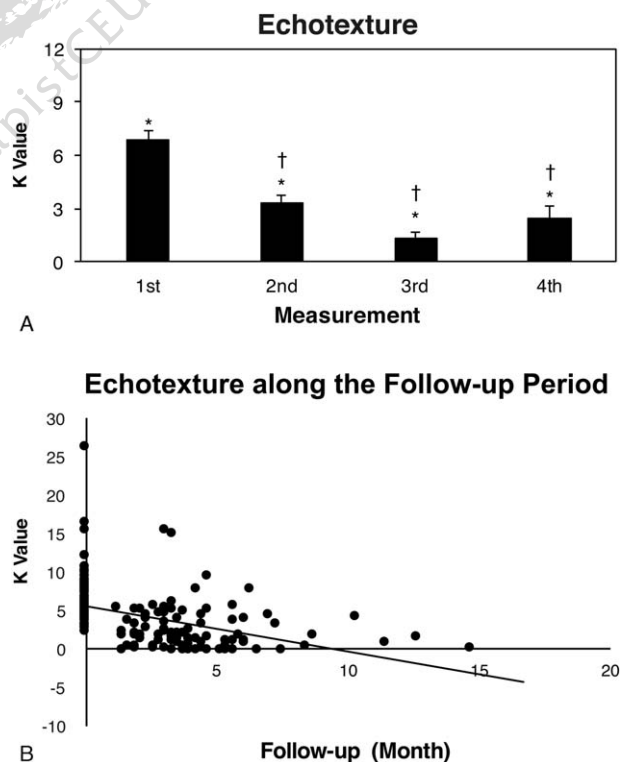 Echotexture
12
9
6
3
0
K Value
*
†
*
†
*
†
*
1st 2nd 3rd 4th
Measurement
A
Echotexture along the Follow-up Period
30
25
20
15
10
5
0
-5
-10
K Value
5 10 15 20
Follow-up (Month)
B